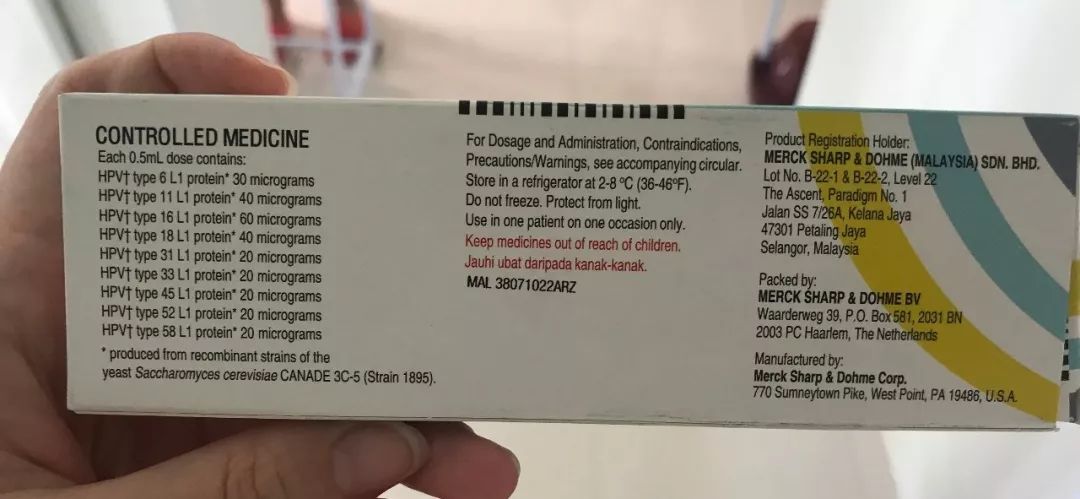 CONTROLLED MEDICINE
Each 0.5mL dose contains:
HPV† type 6 L1 protein* 30 micrograms
HPV† type 11 L1 protein* 40 micrograms
HPV† type 16 L1 protein* 60 micrograms
HPV† type 18 L1 protein* 40 micrograms
HPV† type 31 L1 protein* 20 micrograms
HPV† type 33 L1 protein* 20 micrograms
HPV† type 45 L1 protein* 20 micrograms
HPV† type 52 L1 protein* 20 micrograms
HPV† type 58 L1 protein* 20 micrograms
* produced from recombinant strains of the
yeast Saccharomyces cerevisiae CANADE 3C-5 (Strain 1895).
For Dosage and Administration, Contraindications,
Precautions/Warnings, see accompanying circular.
Store in a refrigerator at 2-8 ºC (36-46ºF).
Do not freeze. Protect from light.
Use in one patient on one occasion only.
Keep medicines out of reach of children.
Jauhi ubat daripada kanak-kanak.
MAL 38071022ARZ
Product Registration Holder:
MERCK SHARP & DOHME (MALAYSIA) SDN. BHD.
Lot No. B-22-1 & B-22-2, Level 22
The Ascent, Paradigm No. 1
Jalan SS 7/26A, Kelana Jaya
47301 Petaling Jaya
Selangor, Malaysia
Packed by:
MERCK SHARP & DOHME BV
Waarderweg 39, P.O. Box 581, 2031 BN
2003 PC Haarlem, The Netherlands
Manufactured by:
Merck Sharp & Dohme Corp.
770 Sumneytown Pike, West Point, PA 19486, U.S.A.